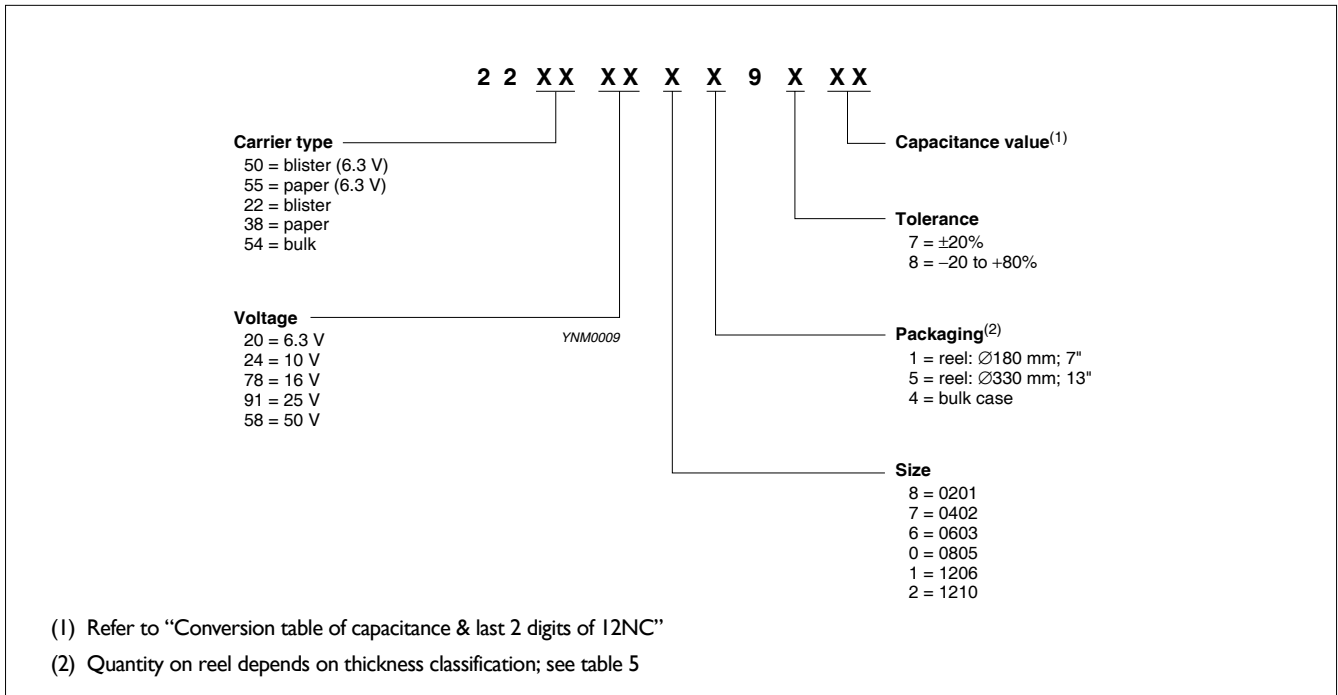 2 2 X X X X X X 9 X X X
Carrier type
50 = blister (6.3 V)
55 = paper (6.3 V)
22 = blister
38 = paper
54 = bulk
Voltage
20 = 6.3 V
24 = 10 V
78 = 16 V
91 = 25 V
58 = 50 V
YNM0009
Capacitance value(1)
Tolerance
7 = ±20%
8 = −20 to +80%
Packaging(2)
1 = reel: ∅180 mm; 7"
5 = reel: ∅330 mm; 13"
4 = bulk case
Size
8 = 0201
7 = 0402
6 = 0603
0 = 0805
1 = 1206
2 = 1210
(1) Refer to “Conversion table of capacitance & last 2 digits of 12NC”
(2) Quantity on reel depends on thickness classification; see table 5